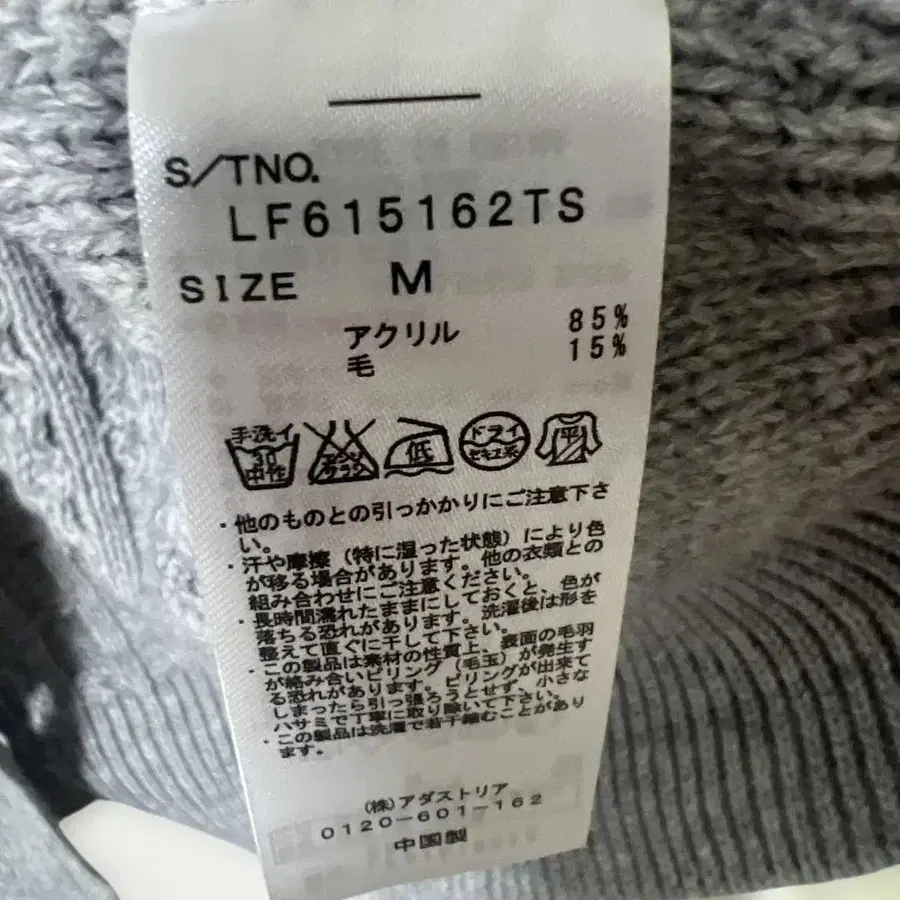 S/TNO.
LF615162TS
SIZE M
アクリル 85%
毛 15%
手洗イ 30 中性 エンソサラシ 低 ドライ セキユ系 平
・他のものとの引っかかりにご注意下さ
い。
・汗や摩擦（特に湿った状態）により色
が移る場合があります。他の衣類との
組み合わせにご注意ください。
・長時間濡れたままにしておくと、色が
落ちる恐れがあります。洗濯後は形を
整えて直ぐに干して下さい。
・この製品は素材の性質上、表面の毛羽
が絡み合いピリング（毛玉）が発生す
る恐れがあります。ピリングが出来て
しまったら引っ張ろうとせず、小さな
ハサミで丁寧に取り除いて下さい。
・この製品は洗濯で若干縮むことがあり
ます。
(株)アダストリア
0120-601-162
中国製